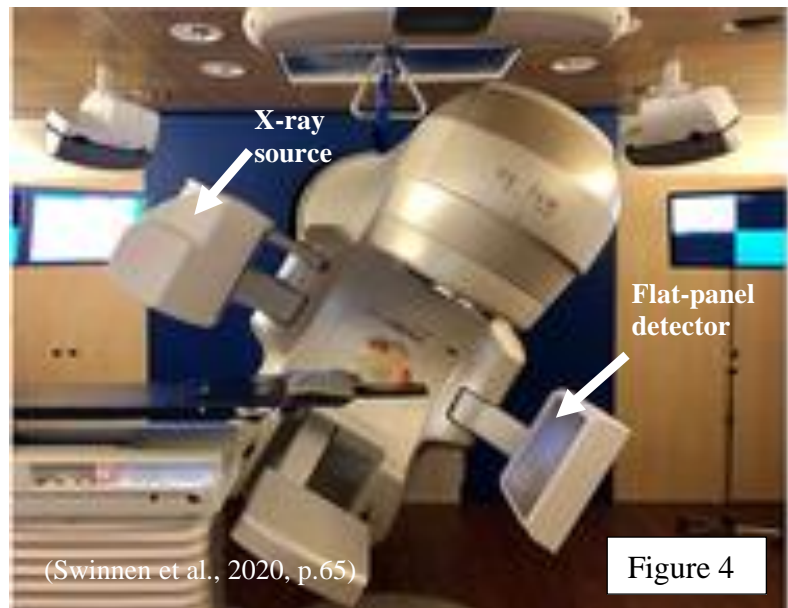 X-ray
source
Flat-panel
detector
(Swinnen et al., 2020, p.65)
Figure 4